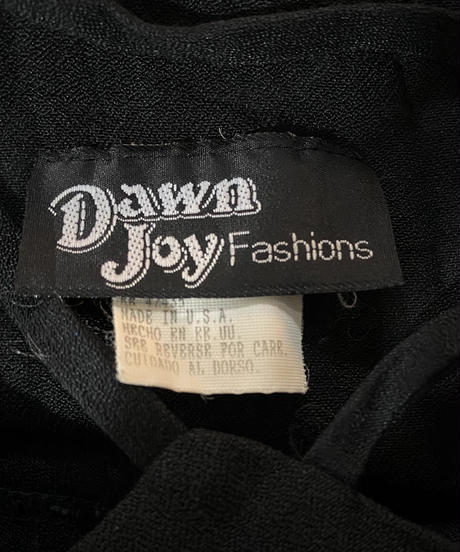 Dawn
Joy Fashions
MADE IN U.S.A.
HECHO EN EE.UU.
SEE REVERSE FOR CARE.
CUIDADO AL DORSO.